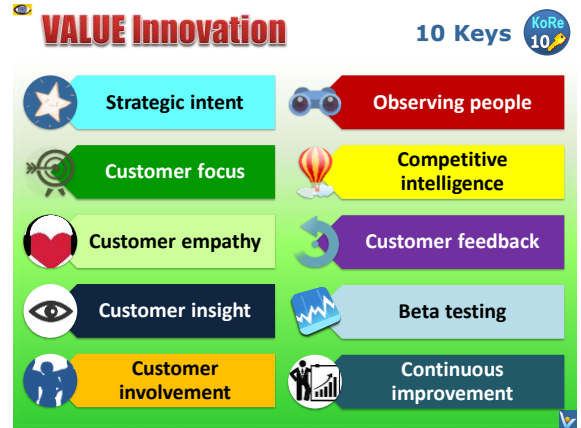 VALUE Innovation
10 Keys
KoRe
10
Strategic intent
Customer focus
Customer empathy
Customer insight
Customer
involvement
Observing people
Competitive
intelligence
Customer feedback
Beta testing
Continuous
improvement